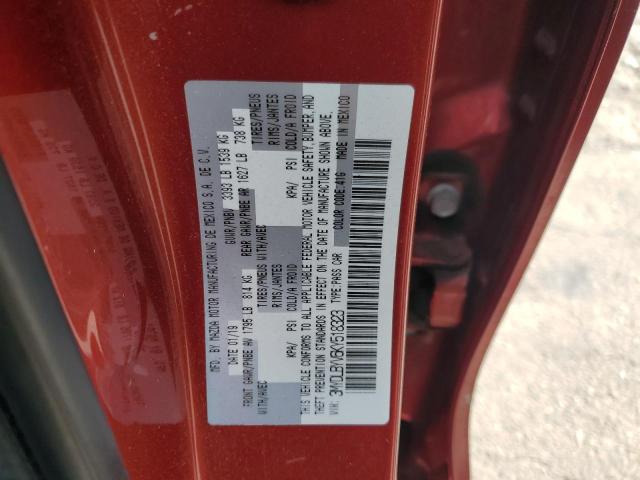 MFD. BY MAZDA MOTOR MANUFACTURING DE MEXICO S.A. DE C.V.
DATE 01/19 GVWR/PNBV 3393 LB 1539 KG
FRONT GAWR/PNBE AV 1795 LB 814 KG REAR GAWR/PNBE AR 1627 LB 738 KG
WITH/AVEC TIRES/PNEUS WITH/AVEC TIRES/PNEUS
RIMS/JANTES RIMS/JANTES
KPA/ PSI COLD/A FROID KPA/ PSI COLD/A FROID
THIS VEHICLE CONFORMS TO ALL APPLICABLE FEDERAL MOTOR VEHICLE SAFETY, BUMPER, AND
THEFT PREVENTION STANDARDS IN EFFECT ON THE DATE OF MANUFACTURE SHOWN ABOVE.
VIN: 3MYDLBYV6KY518323 TYPE:PASS CAR COLOR CODE:41G MADE IN MEXICO